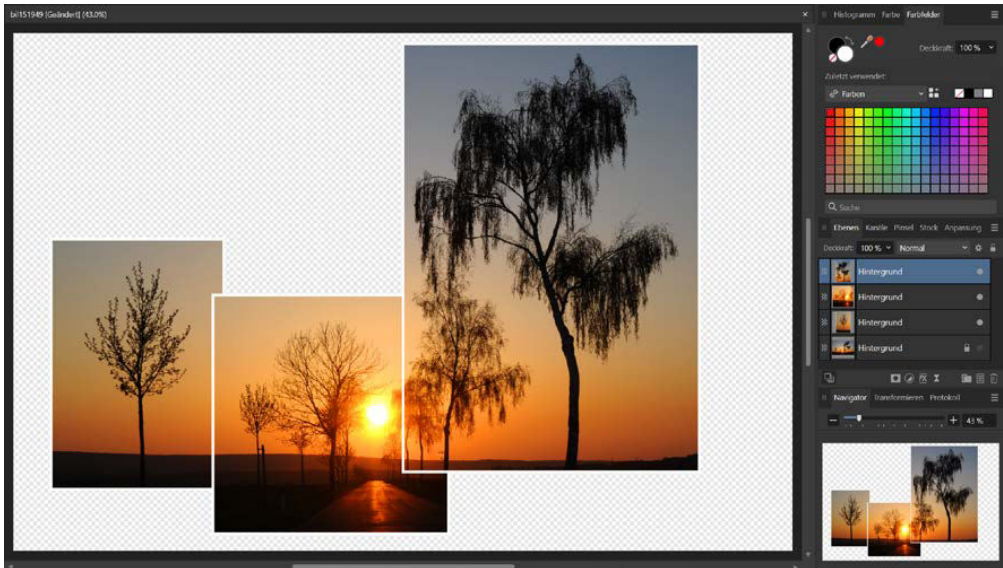 bil151949 [Geändert] (43.0%)
Histogramm Farbe Farbfelder
Deckkraft: 100 %
Zuletzt verwendet:
Farben
Suche
Ebenen Kanäle Pinsel Stock Anpassung
Deckkraft: 100 % Normal
Hintergrund
Hintergrund
Hintergrund
Hintergrund
Navigator Transformieren Protokoll
43 %